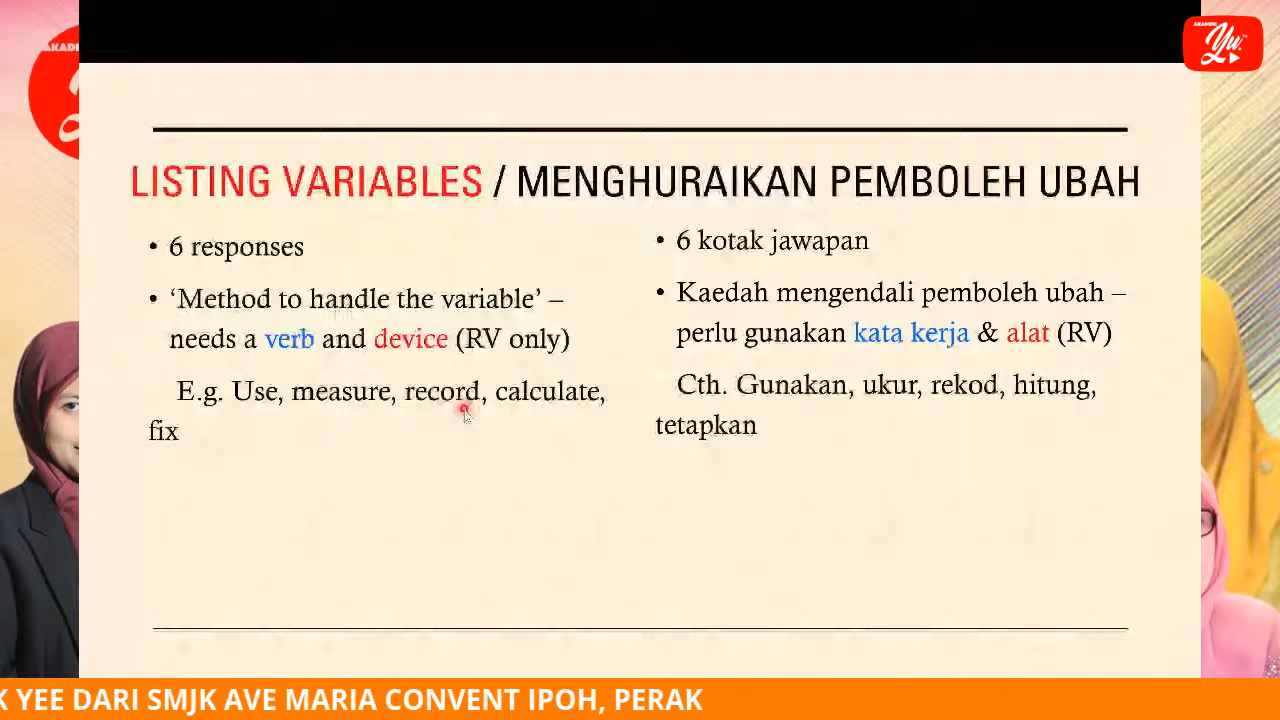 AKADEMI
Yu
LISTING VARIABLES / MENGHURAIKAN PEMBOLEH UBAH
• 6 responses
• ‘Method to handle the variable’ –
needs a verb and device (RV only)
E.g. Use, measure, record, calculate,
fix
• 6 kotak jawapan
• Kaedah mengendali pemboleh ubah –
perlu gunakan kata kerja & alat (RV)
Cth. Gunakan, ukur, rekod, hitung,
tetapkan
K YEE DARI SMJK AVE MARIA CONVENT IPOH, PERAK